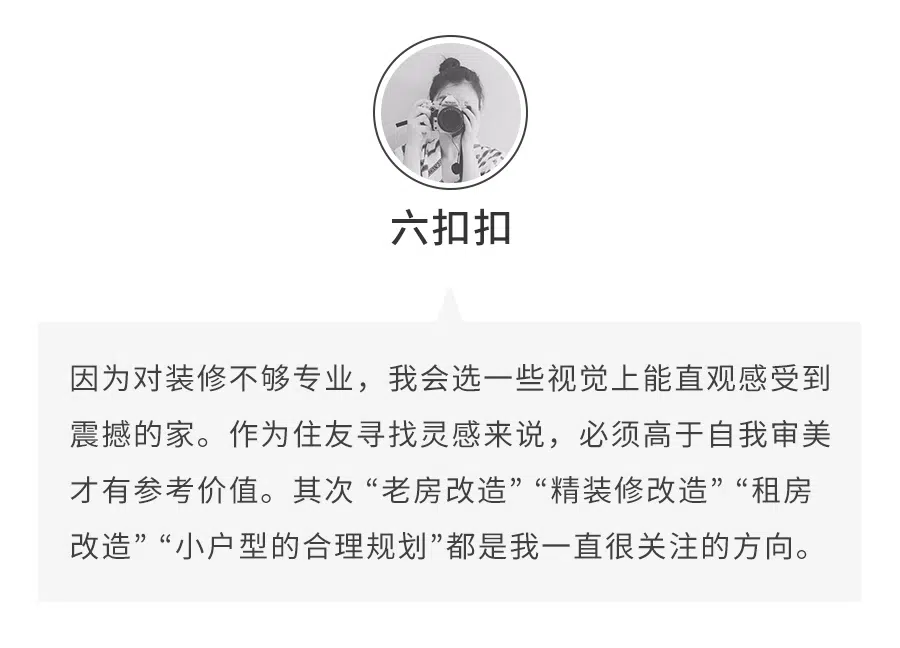 六扣扣
因为对装修不够专业，我会选一些视觉上能直观感受到
震撼的家。作为住友寻找灵感来说，必须高于自我审美
才有参考价值。其次 “老房改造” “精装修改造” “租房
改造” “小户型的合理规划”都是我一直很关注的方向。